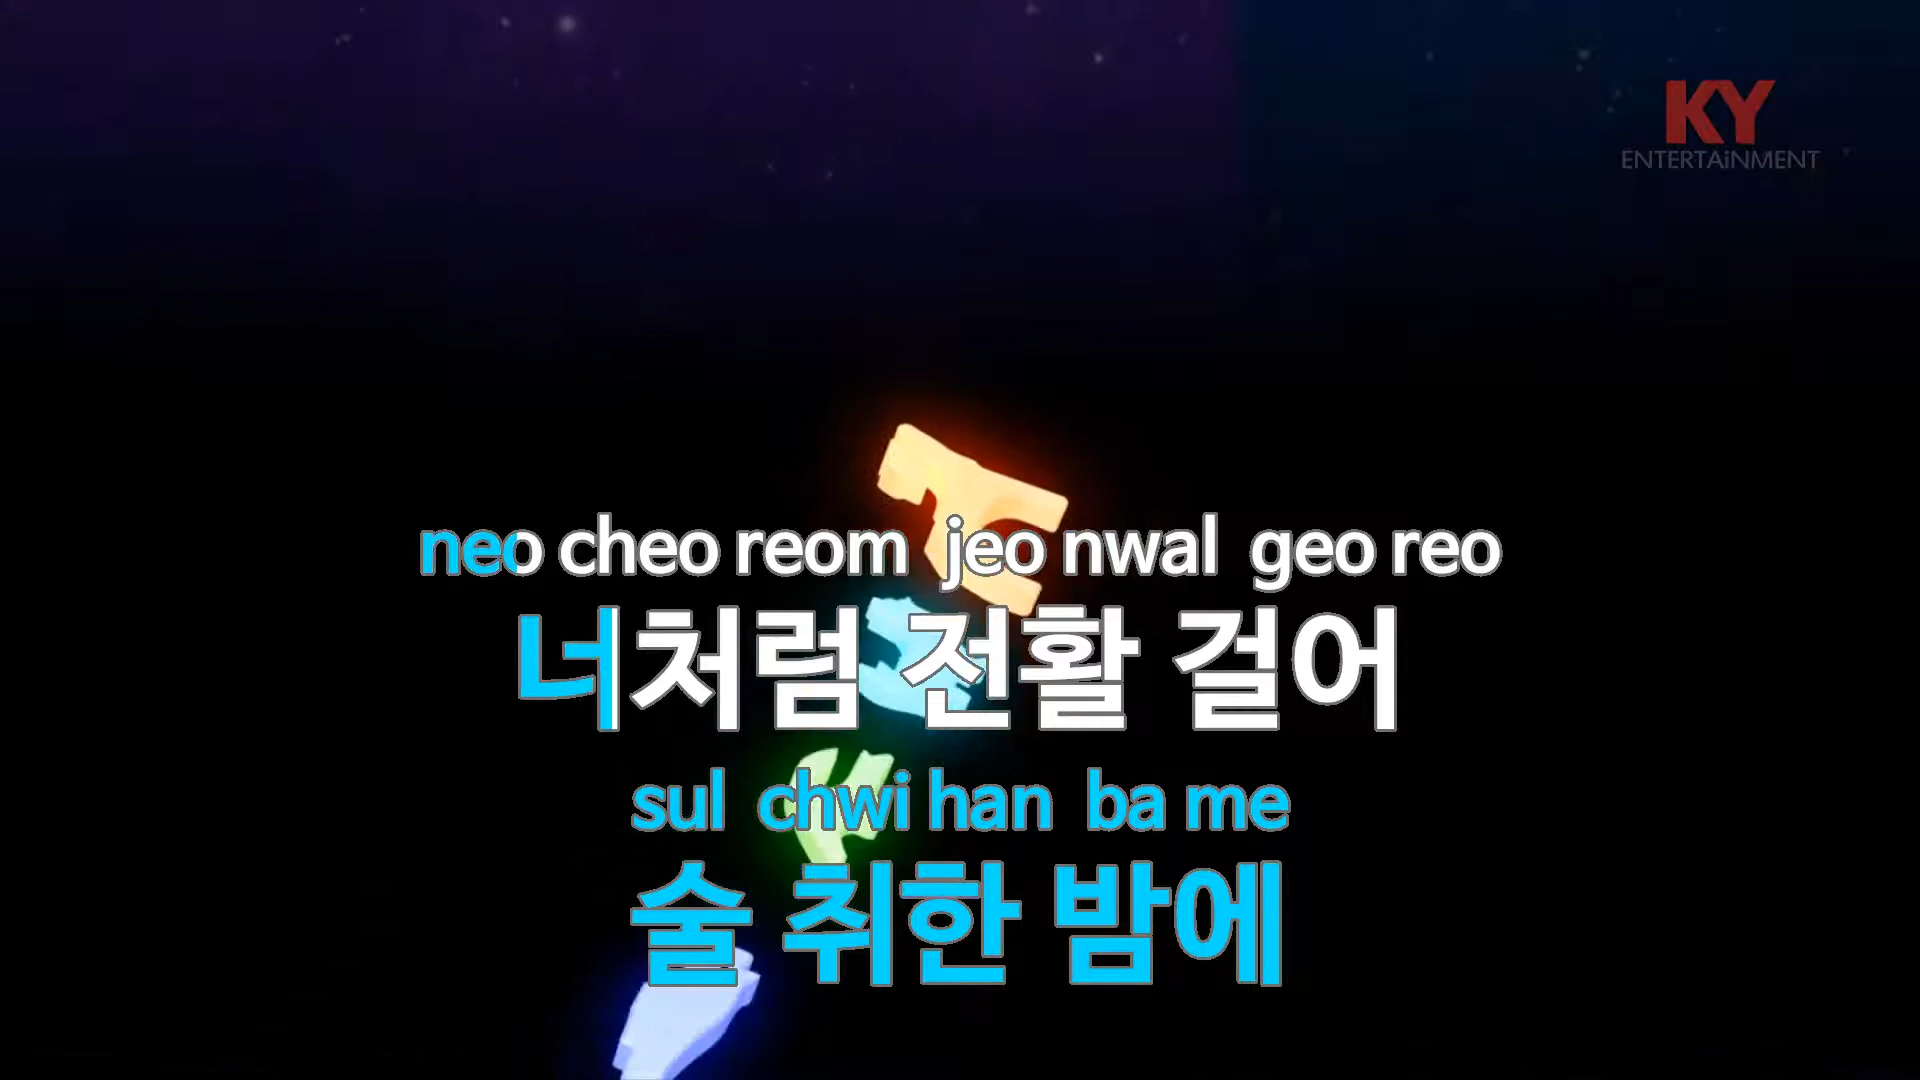 KY
ENTERTAiNMENT
neo cheo reom jeo nwal geo reo
너처럼 전활 걸어
sul chwi han ba me
술 취한 밤에